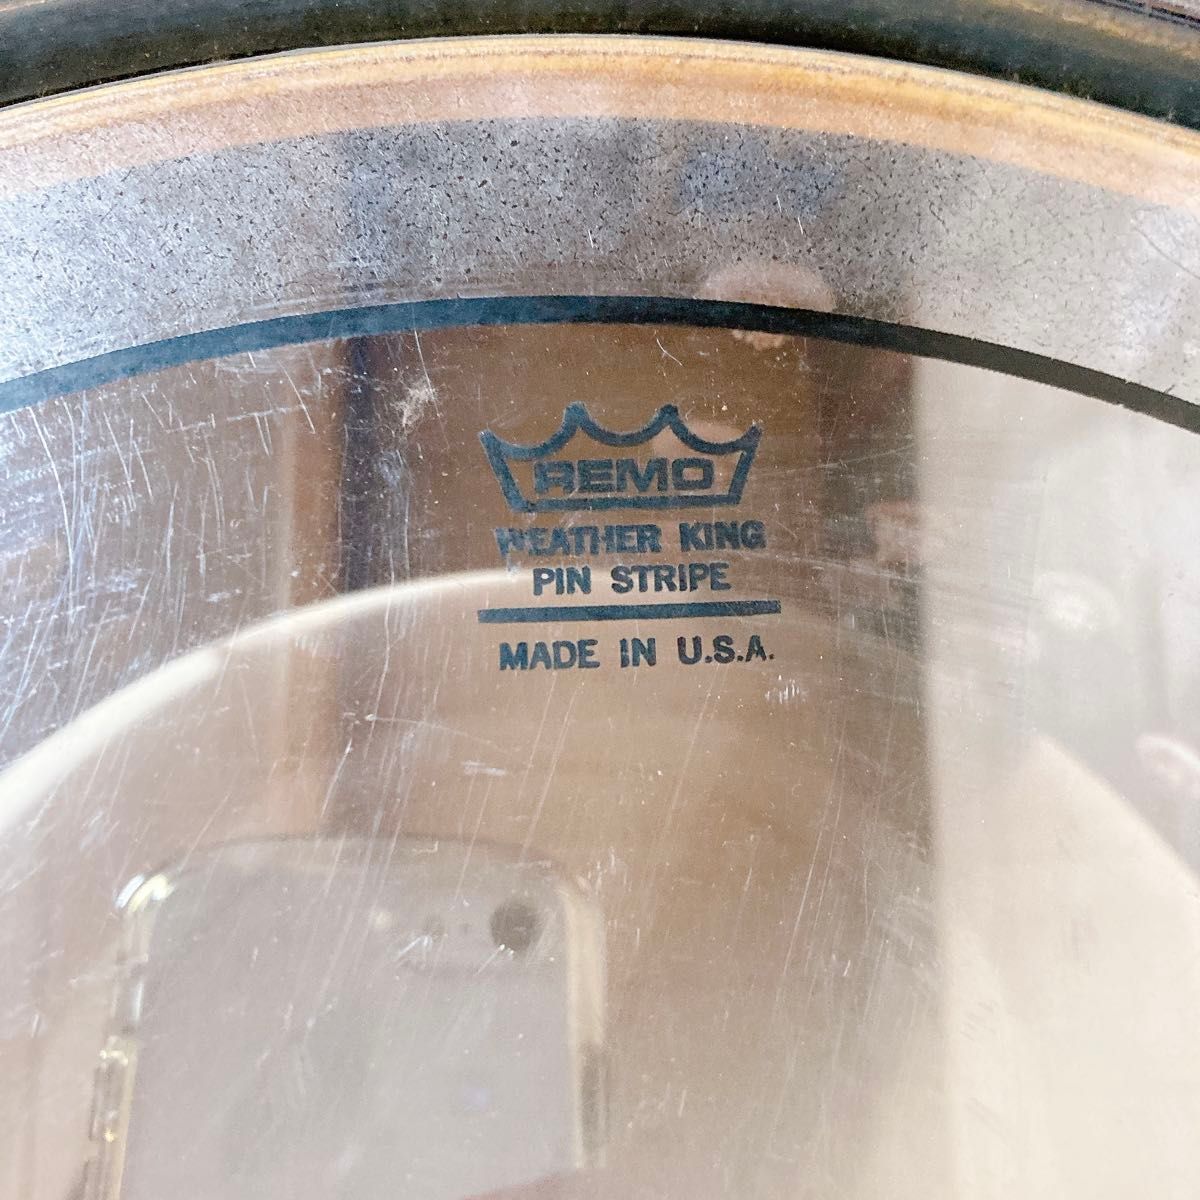 REMO
WEATHER KING
PIN STRIPE
MADE IN U.S.A.